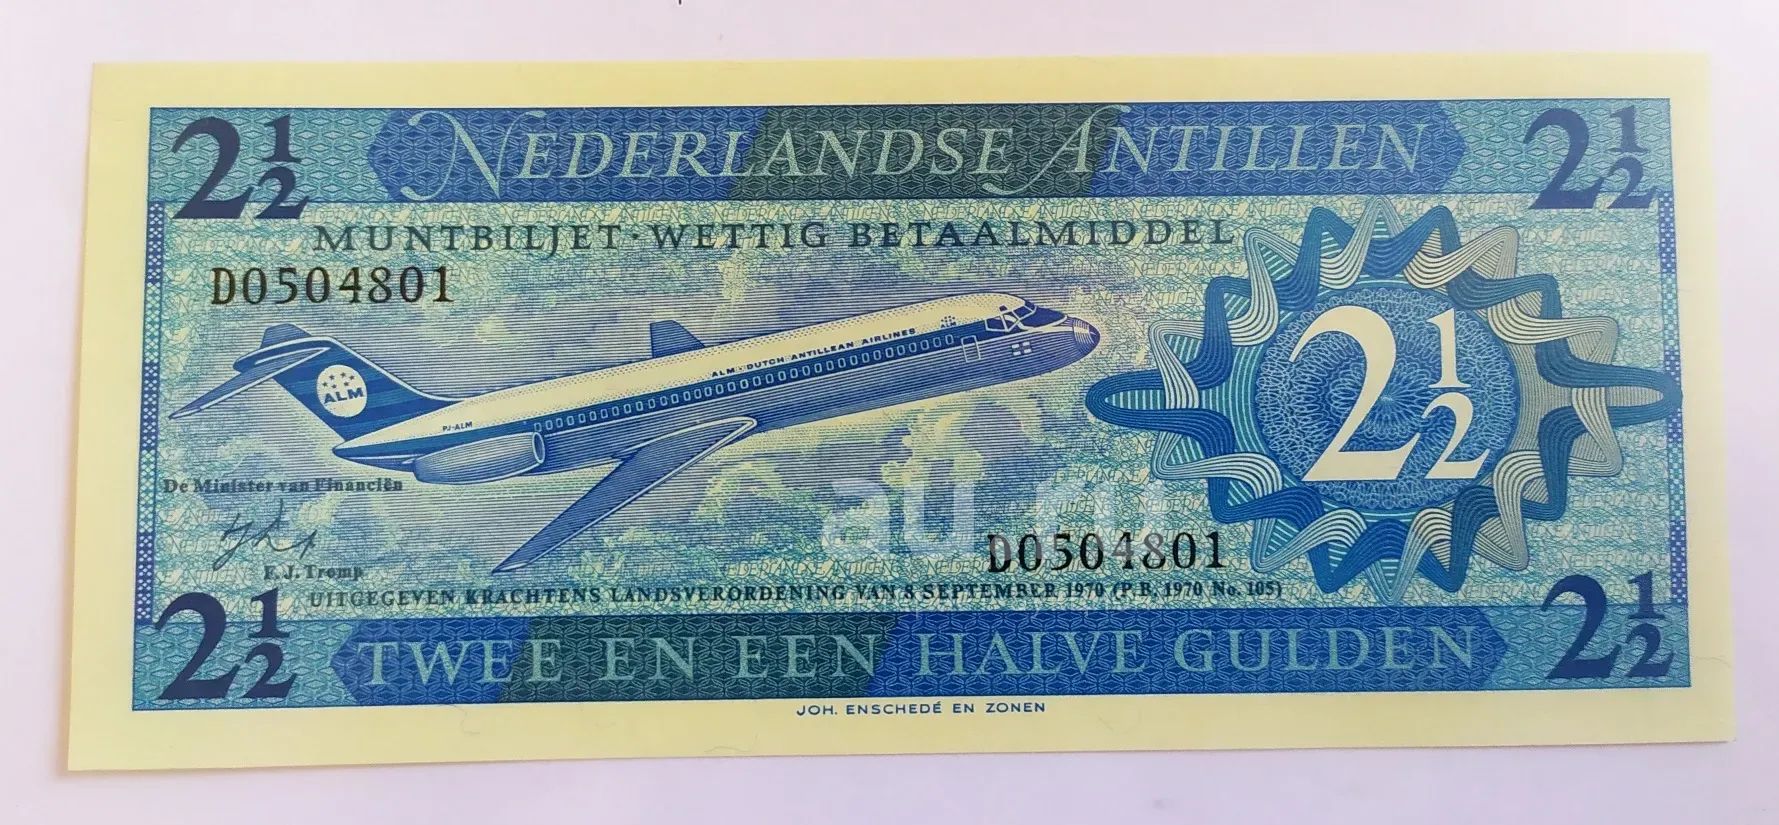 2½ NEDERLANDSE ANTILLEN 2½
MUNTBILJET · WETTIG BETAALMIDDEL
D0504801
ALM · DUTCH ANTILLEAN AIRLINES ALM
ALM
PJ-ALM
2½
De Minister van Financiën
F. J. Tromp
D0504801
UITGEGEVEN KRACHTENS LANDSVERORDENING VAN 8 SEPTEMBER 1970 (P.B. 1970 No. 105)
2½ TWEE EN EEN HALVE GULDEN 2½
JOH. ENSCHEDÉ EN ZONEN